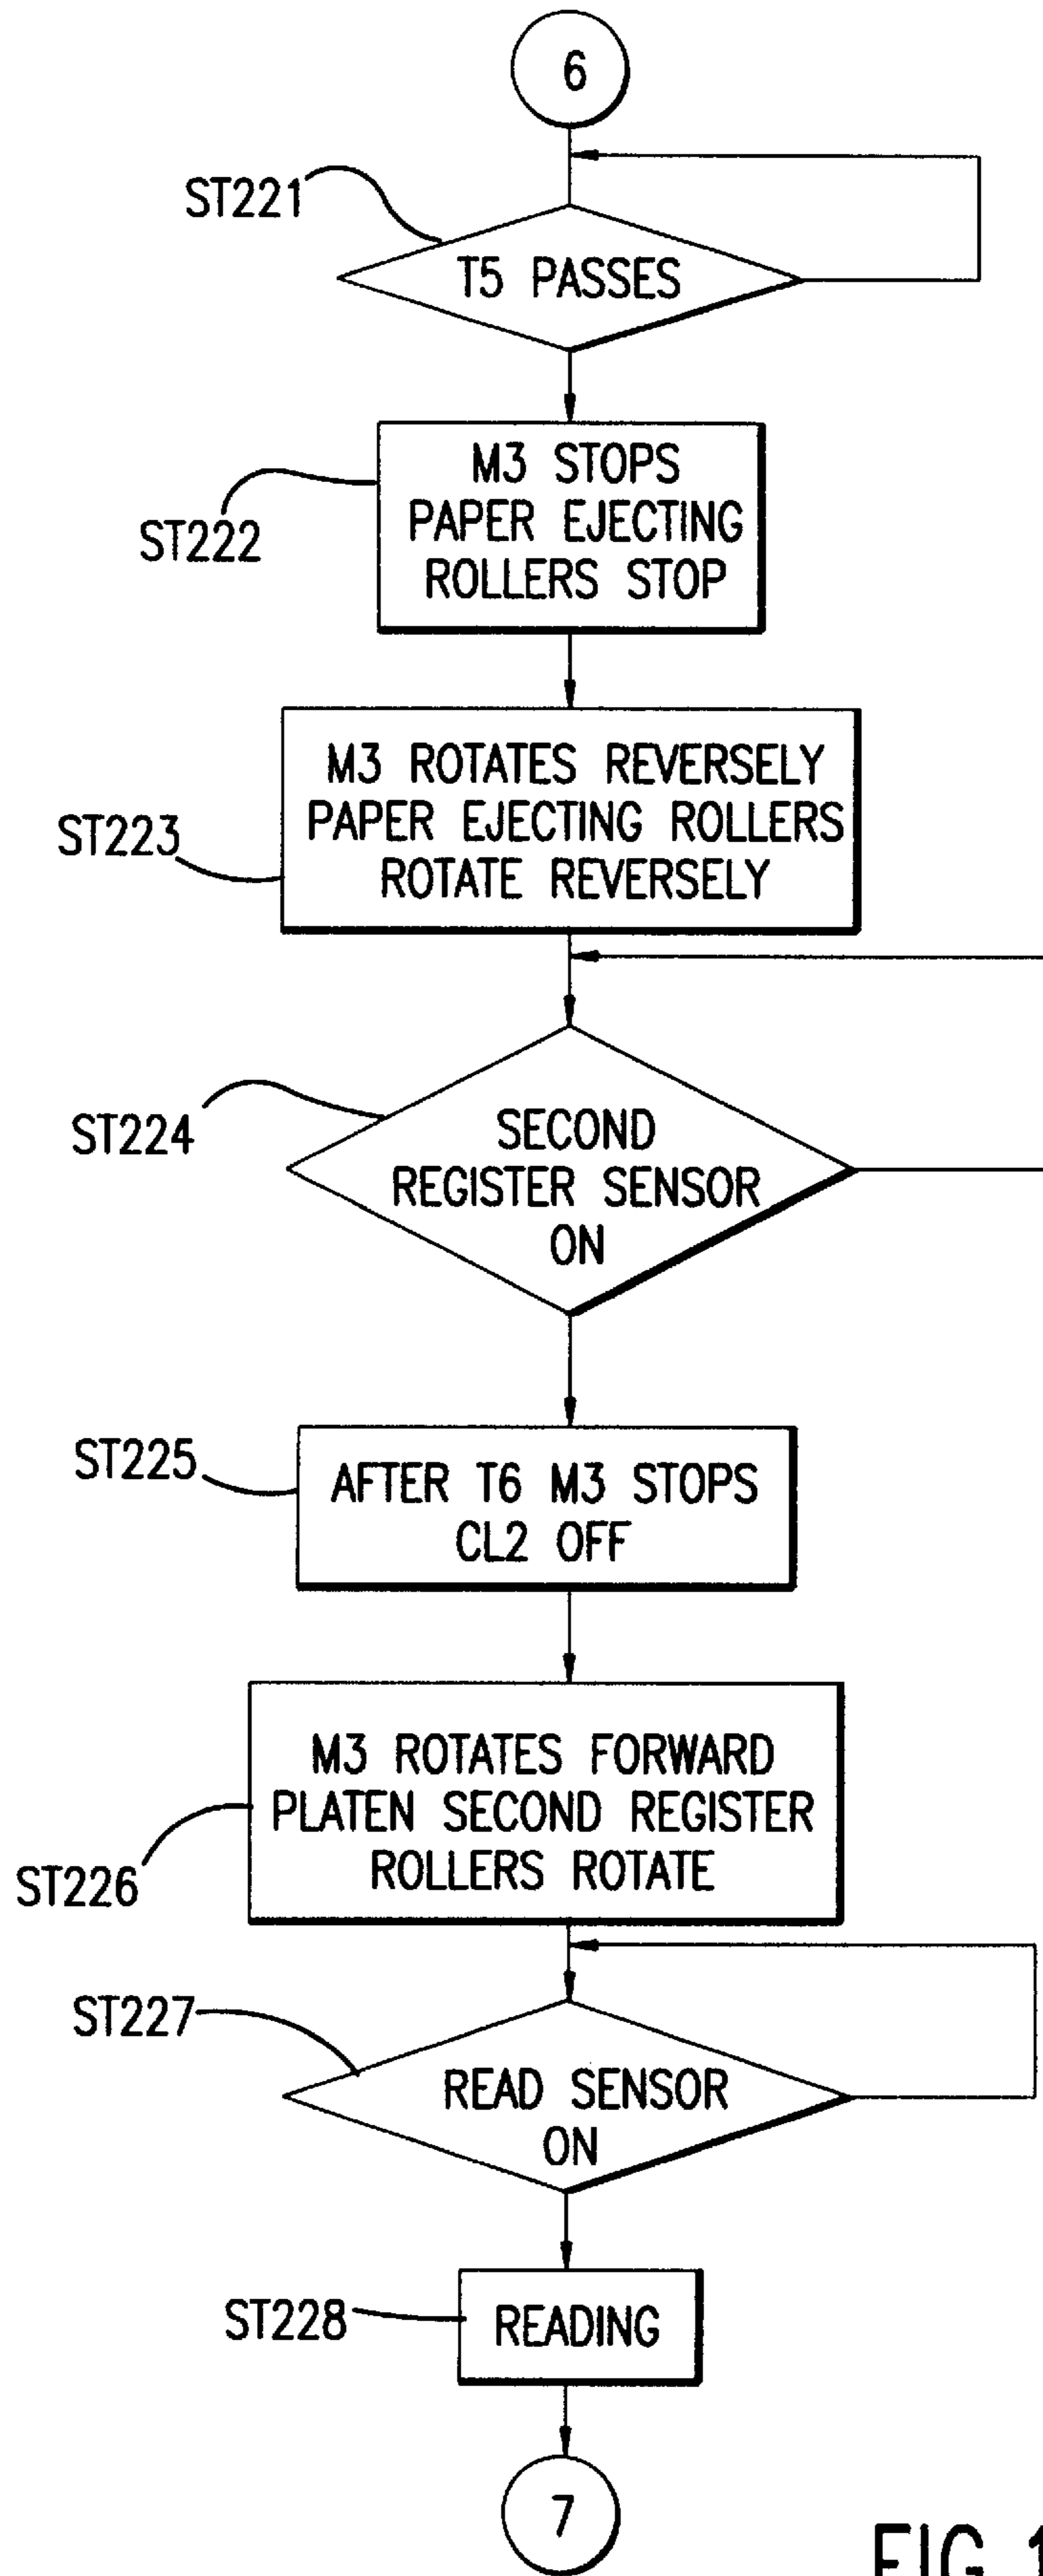 6
ST221
T5 PASSES
ST222
M3 STOPS
PAPER EJECTING
ROLLERS STOP
ST223
M3 ROTATES REVERSELY
PAPER EJECTING ROLLERS
ROTATE REVERSELY
ST224
SECOND
REGISTER SENSOR
ON
ST225
AFTER T6 M3 STOPS
CL2 OFF
ST226
M3 ROTATES FORWARD
PLATEN SECOND REGISTER
ROLLERS ROTATE
ST227
READ SENSOR
ON
ST228
READING
7
FIG 1